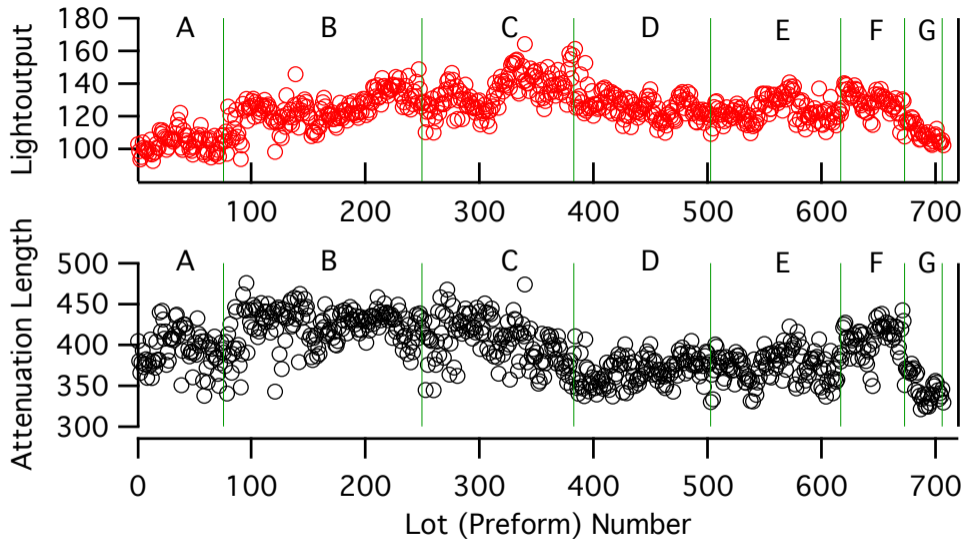 180
160
140
120
100
Lightoutput
A B C D E F G
100 200 300 400 500 600 700
500
450
400
350
300
Attenuation Length
A B C D E F G
0 100 200 300 400 500 600 700
Lot (Preform) Number